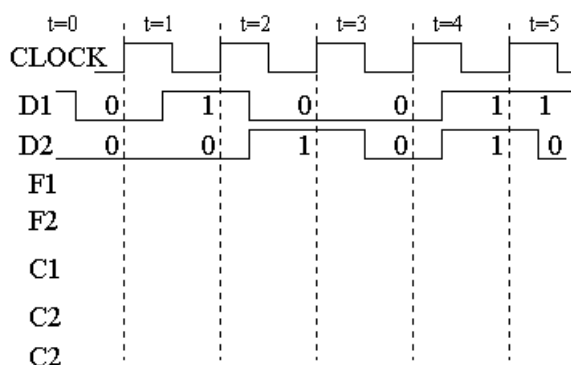 t=0 t=1 t=2 t=3 t=4 t=5
CLOCK
D1 0 1 0 0 1 1
D2 0 0 1 0 1 0
F1
F2
C1
C2
C2